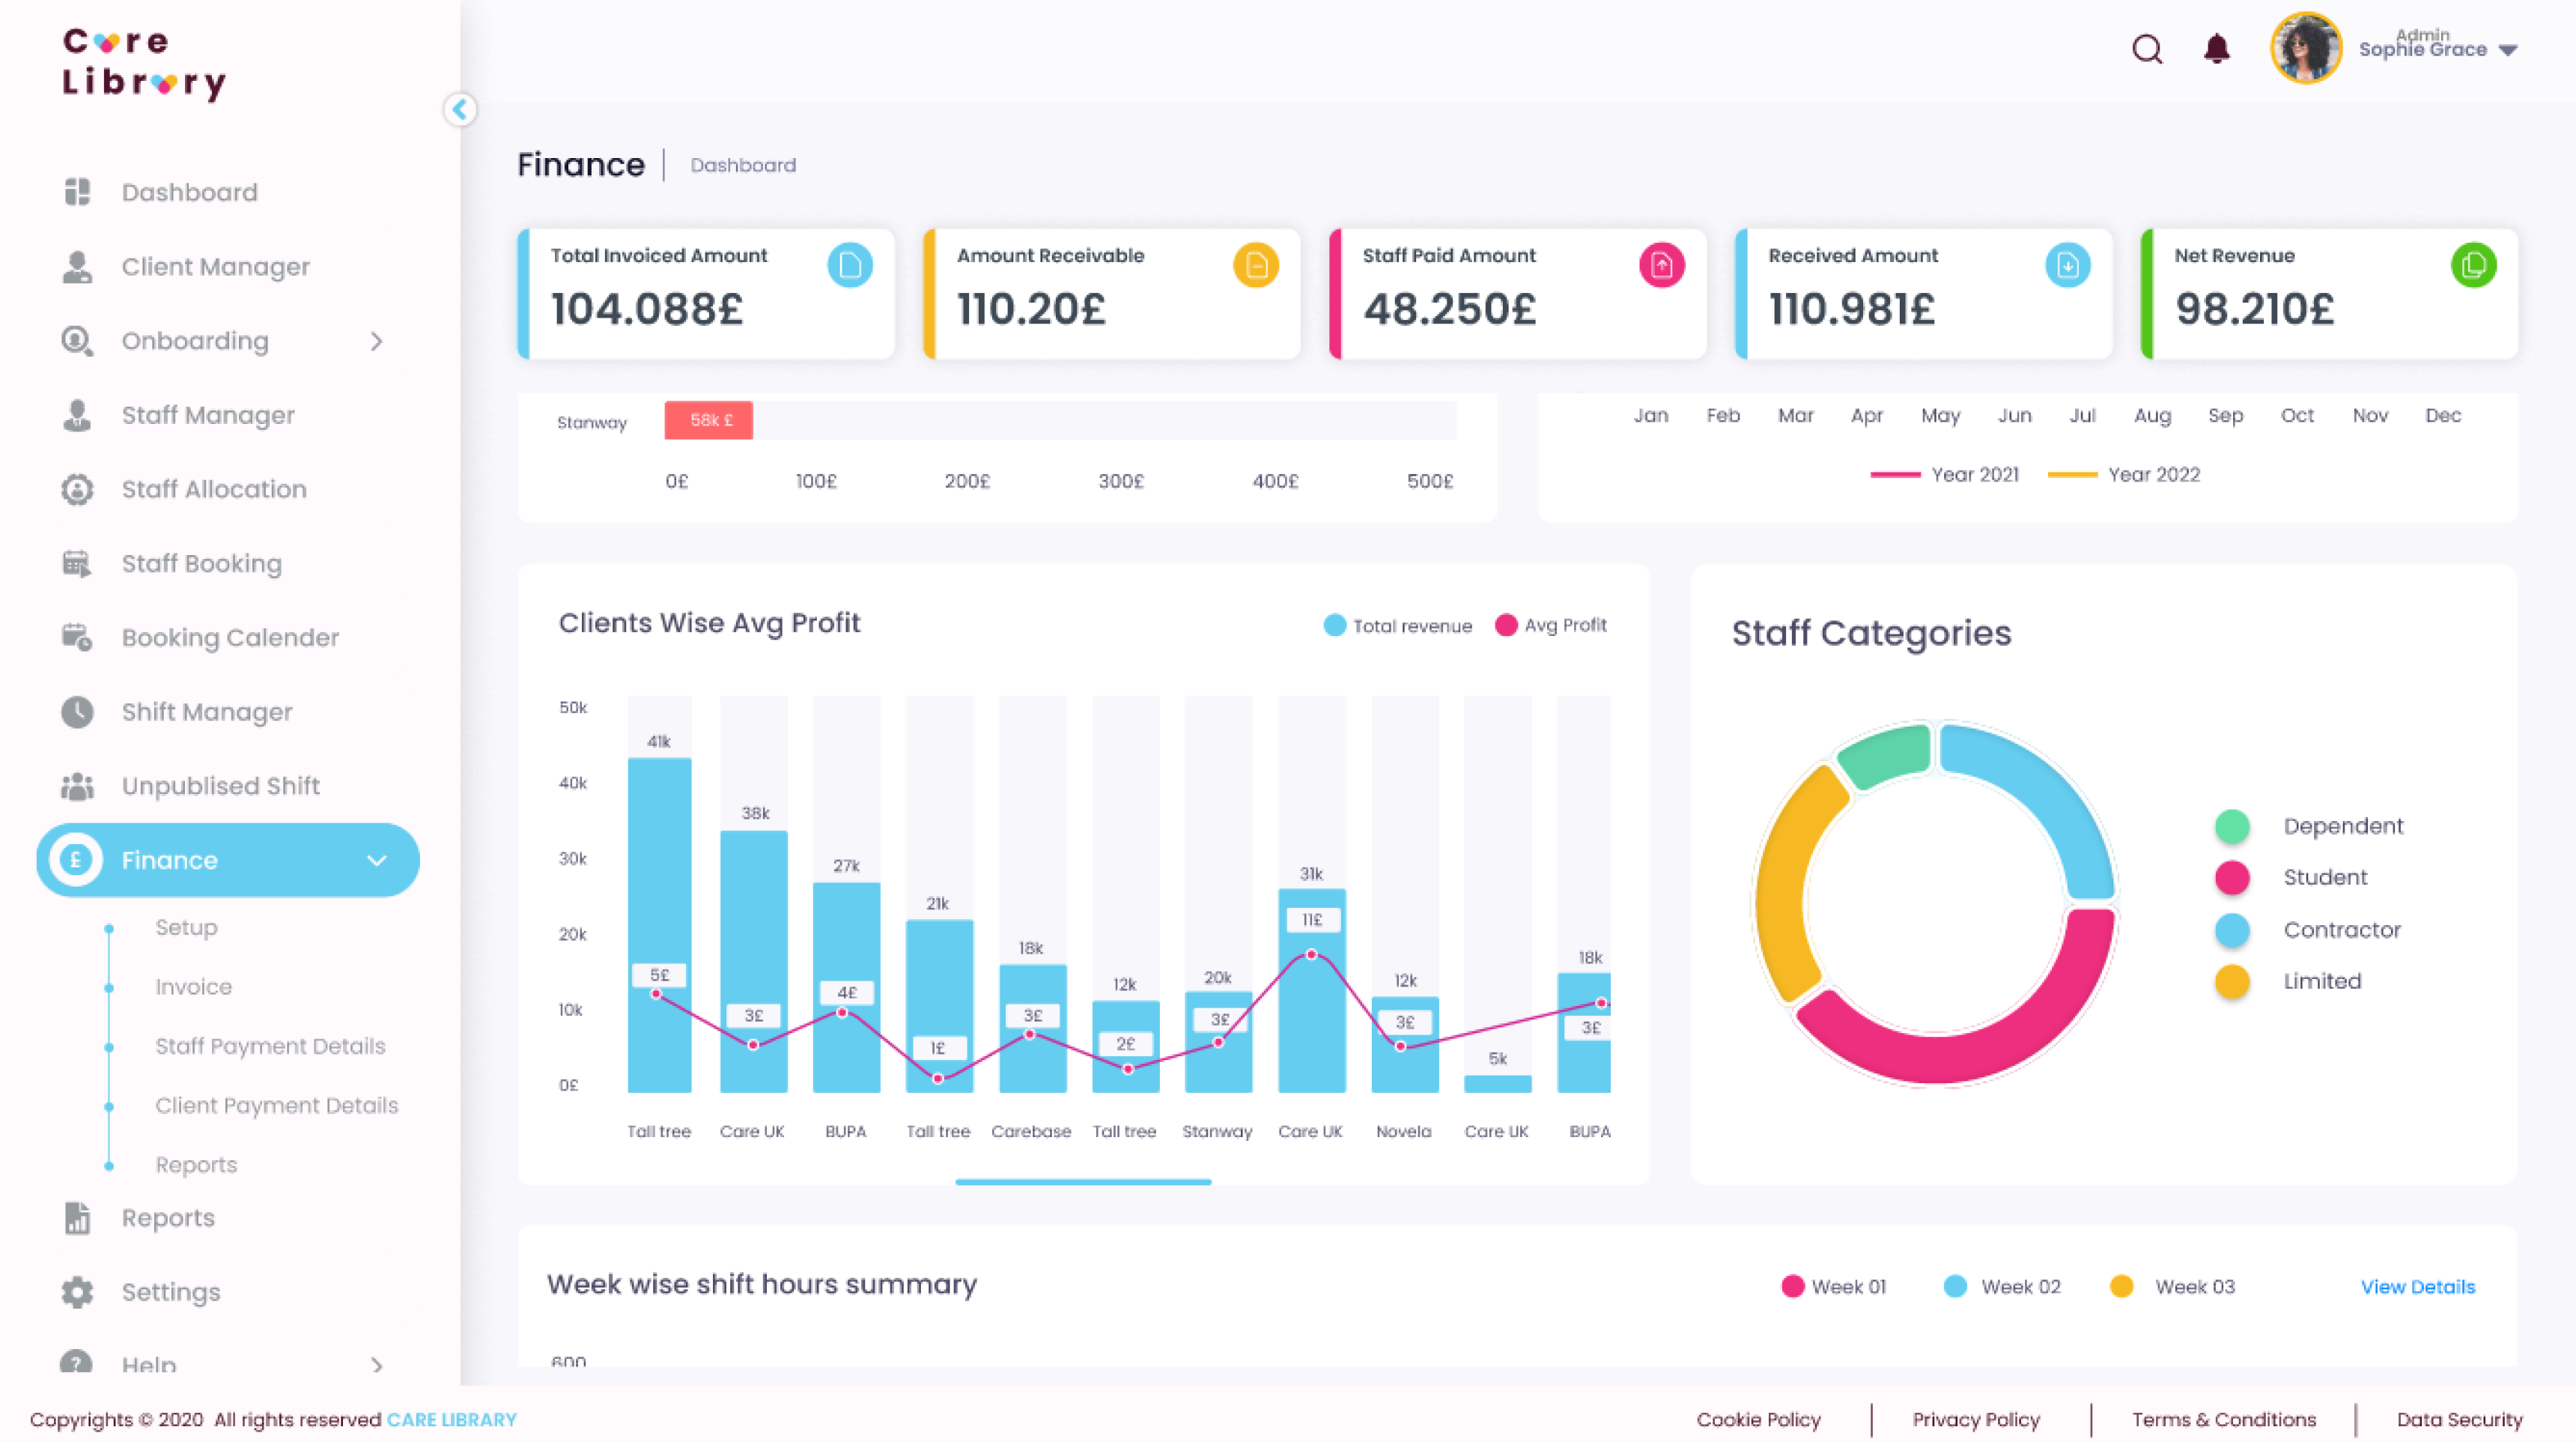 Care
Library
Admin
Sophie Grace
Dashboard
Client Manager
Onboarding
Staff Manager
Staff Allocation
Staff Booking
Booking Calender
Shift Manager
Unpublised Shift
£ Finance
Setup
Invoice
Staff Payment Details
Client Payment Details
Reports
Reports
Settings
? Help
Finance Dashboard
Total Invoiced Amount
104.088£
Amount Receivable
110.20£
Staff Paid Amount
48.250£
Received Amount
110.981£
Net Revenue
98.210£
Stanway 58k £
0£ 100£ 200£ 300£ 400£ 500£
Jan Feb Mar Apr May Jun Jul Aug Sep Oct Nov Dec
Year 2021 Year 2022
Clients Wise Avg Profit
Total revenue Avg Profit
50k
40k
30k
20k
10k
0£
41k 38k 27k 21k 18k 12k 20k 31k 12k 5k 18k
5£ 3£ 4£ 1£ 3£ 2£ 3£ 11£ 3£ 3£
Tall tree Care UK BUPA Tall tree Carebase Tall tree Stanway Care UK Novela Care UK BUPA
Staff Categories
Dependent
Student
Contractor
Limited
Week wise shift hours summary
Week 01 Week 02 Week 03 View Details
600
Copyrights © 2020 All rights reserved CARE LIBRARY
Cookie Policy Privacy Policy Terms & Conditions Data Security